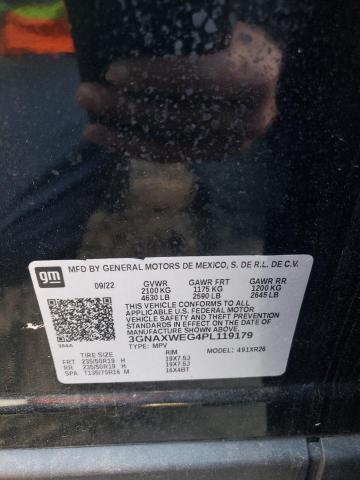 gm
MFD BY GENERAL MOTORS DE MEXICO, S. DE R.L. DE C.V.
09/22 GVWR GAWR FRT GAWR RR
2100 KG 1175 KG 1200 KG
4630 LB 2590 LB 2645 LB
THIS VEHICLE CONFORMS TO ALL
APPLICABLE U.S. FEDERAL MOTOR
VEHICLE SAFETY, BUMPER, AND THEFT
PREVENTION STANDARDS IN EFFECT ON
THE DATE OF MANUFACTURE SHOWN ABOVE.
3GNAXWEG4PL119179
384A TYPE: MPV MODEL: 491XR26
TIRE SIZE RIM
FRT 235/50R19 H 19X7.5J
RR 235/50R19 H 19X7.5J
SPA T135/70R16 M 16X4BT